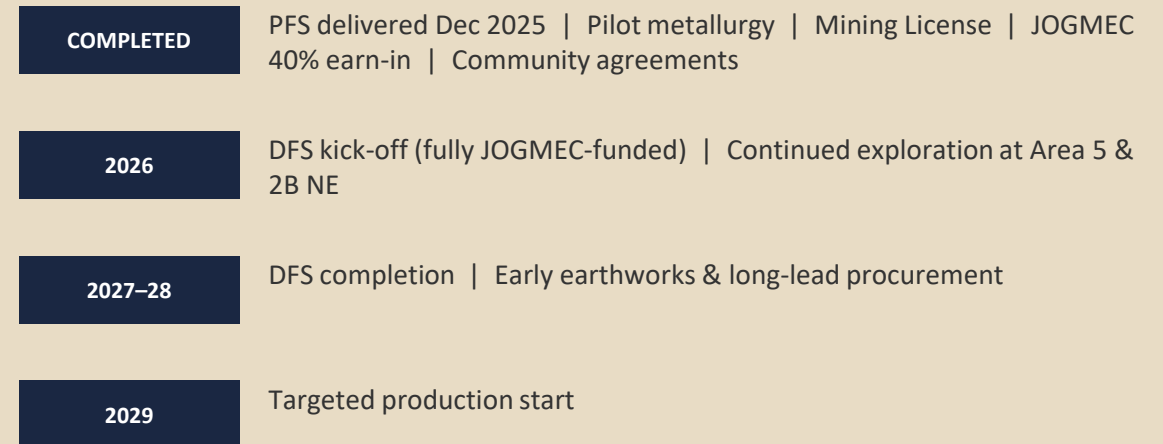 COMPLETED
PFS delivered Dec 2025 | Pilot metallurgy | Mining License | JOGMEC
40% earn-in | Community agreements
2026
DFS kick-off (fully JOGMEC-funded) | Continued exploration at Area 5 &
2B NE
2027–28
DFS completion | Early earthworks & long-lead procurement
2029
Targeted production start